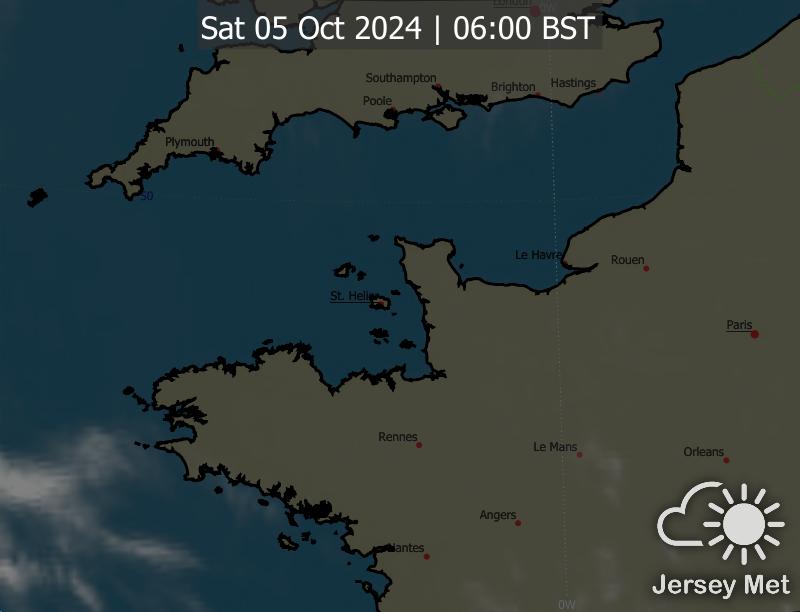 London
0W
Sat 05 Oct 2024 | 06:00 BST
Southampton
Brighton
Hastings
Poole
Plymouth
50
Le Havre
Rouen
St. Helier
Paris
Rennes
Le Mans
Orleans
Angers
Nantes
Jersey Met
0W